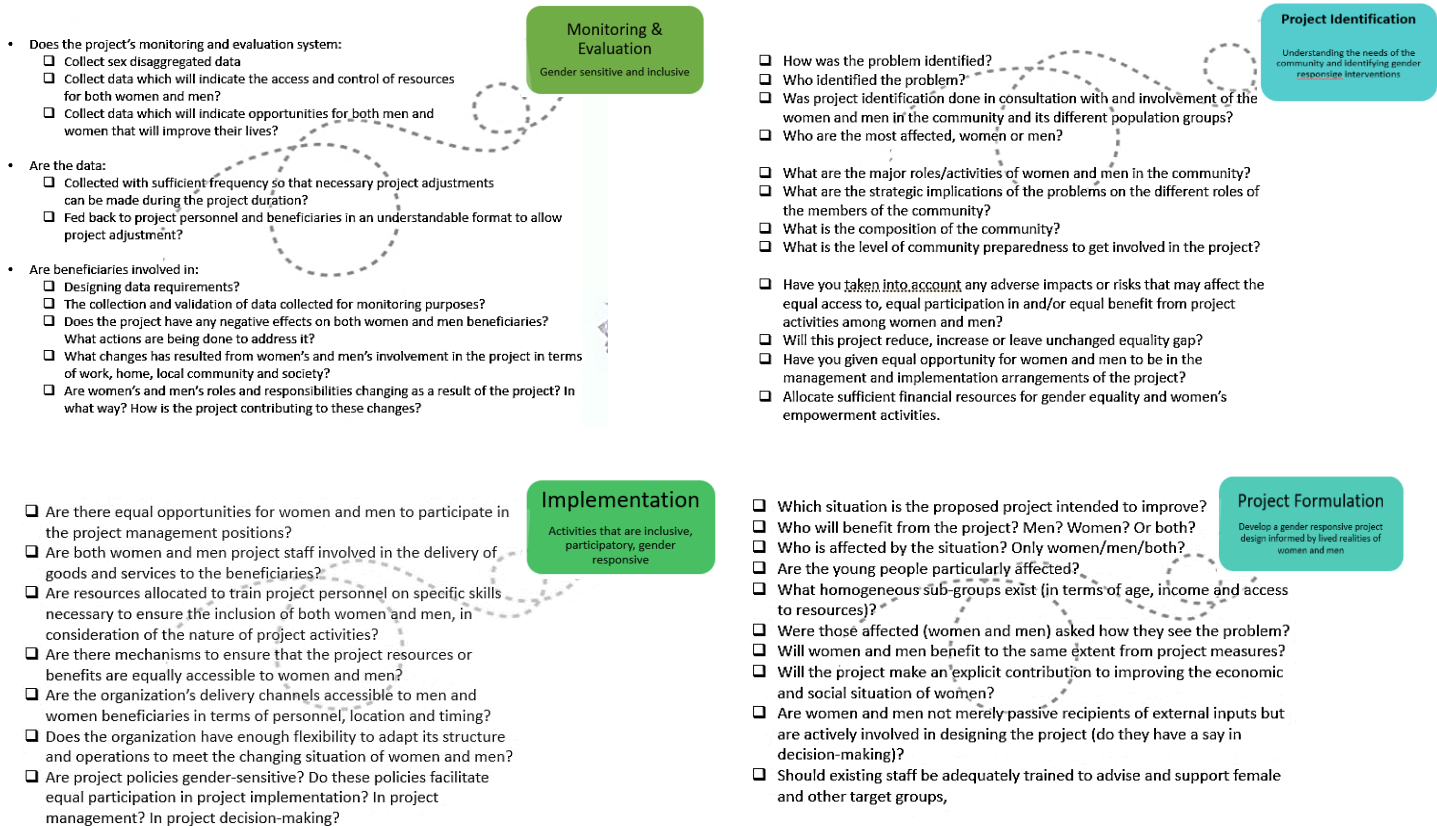 Monitoring &
Evaluation
Gender sensitive and inclusive
• Does the project's monitoring and evaluation system:
❑ Collect sex disaggregated data
❑ Collect data which will indicate the access and control of resources
for both women and men?
❑ Collect data which will indicate opportunities for both men and
women that will improve their lives?
• Are the data:
❑ Collected with sufficient frequency so that necessary project adjustments
can be made during the project duration?
❑ Fed back to project personnel and beneficiaries in an understandable format to allow
project adjustment?
• Are beneficiaries involved in:
❑ Designing data requirements?
❑ The collection and validation of data collected for monitoring purposes?
❑ Does the project have any negative effects on both women and men beneficiaries?
What actions are being done to address it?
❑ What changes has resulted from women's and men's involvement in the project in terms
of work, home, local community and society?
❑ Are women's and men's roles and responsibilities changing as a result of the project? In
what way? How is the project contributing to these changes?
Project Identification
Understanding the needs of the
community and identifying gender
responsige interventions
❑ How was the problem identified?
❑ Who identified the problem?
❑ Was project identification done in consultation with and involvement of the
women and men in the community and its different population groups?
❑ Who are the most affected, women or men?
❑ What are the major roles/activities of women and men in the community?
❑ What are the strategic implications of the problems on the different roles of
the members of the community?
❑ What is the composition of the community?
❑ What is the level of community preparedness to get involved in the project?
❑ Have you taken into account any adverse impacts or risks that may affect the
equal access to, equal participation in and/or equal benefit from project
activities among women and men?
❑ Will this project reduce, increase or leave unchanged equality gap?
❑ Have you given equal opportunity for women and men to be in the
management and implementation arrangements of the project?
❑ Allocate sufficient financial resources for gender equality and women's
empowerment activities.
Implementation
Activities that are inclusive,
participatory, gender
responsive
❑ Are there equal opportunities for women and men to participate in
the project management positions?
❑ Are both women and men project staff involved in the delivery of
goods and services to the beneficiaries?
❑ Are resources allocated to train project personnel on specific skills
necessary to ensure the inclusion of both women and men, in
consideration of the nature of project activities?
❑ Are there mechanisms to ensure that the project resources or
benefits are equally accessible to women and men?
❑ Are the organization's delivery channels accessible to men and
women beneficiaries in terms of personnel, location and timing?
❑ Does the organization have enough flexibility to adapt its structure
and operations to meet the changing situation of women and men?
❑ Are project policies gender-sensitive? Do these policies facilitate
equal participation in project implementation? In project
management? In project decision-making?
Project Formulation
Develop a gender responsive project
design informed by lived realities of
women and men
❑ Which situation is the proposed project intended to improve?
❑ Who will benefit from the project? Men? Women? Or both?
❑ Who is affected by the situation? Only women/men/both?
❑ Are the young people particularly affected?
❑ What homogeneous sub-groups exist (in terms of age, income and access
to resources)?
❑ Were those affected (women and men) asked how they see the problem?
❑ Will women and men benefit to the same extent from project measures?
❑ Will the project make an explicit contribution to improving the economic
and social situation of women?
❑ Are women and men not merely passive recipients of external inputs but
are actively involved in designing the project (do they have a say in
decision-making)?
❑ Should existing staff be adequately trained to advise and support female
and other target groups,